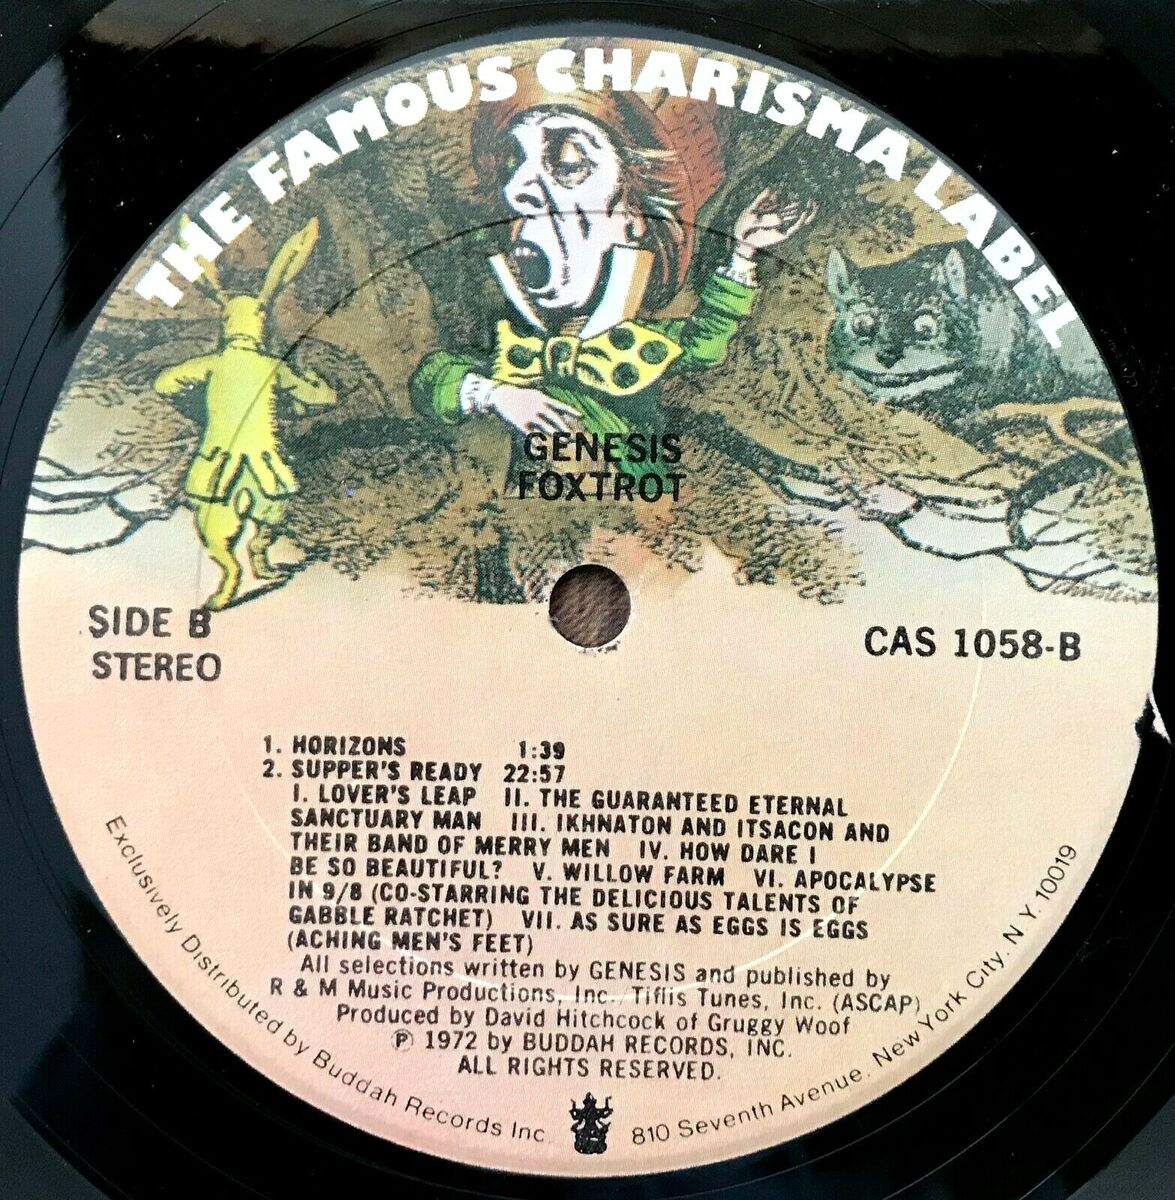 THE FAMOUS CHARISMA LABEL
GENESIS
FOXTROT
SIDE B
STEREO
CAS 1058-B
1. HORIZONS 1:39
2. SUPPER'S READY 22:57
I. LOVER'S LEAP II. THE GUARANTEED ETERNAL
SANCTUARY MAN III. IKHNATON AND ITSACON AND
THEIR BAND OF MERRY MEN IV. HOW DARE I
BE SO BEAUTIFUL? V. WILLOW FARM VI. APOCALYPSE
IN 9/8 (CO-STARRING THE DELICIOUS TALENTS OF
GABBLE RATCHET) VII. AS SURE AS EGGS IS EGGS
(ACHING MEN'S FEET)
All selections written by GENESIS and published by
R & M Music Productions, Inc. Tiflis Tunes, Inc. (ASCAP)
Produced by David Hitchcock of Gruggy Woof
℗ 1972 by BUDDAH RECORDS, INC.
ALL RIGHTS RESERVED.
Exclusively Distributed by Buddah Records Inc. 810 Seventh Avenue, New York City, N.Y. 10019